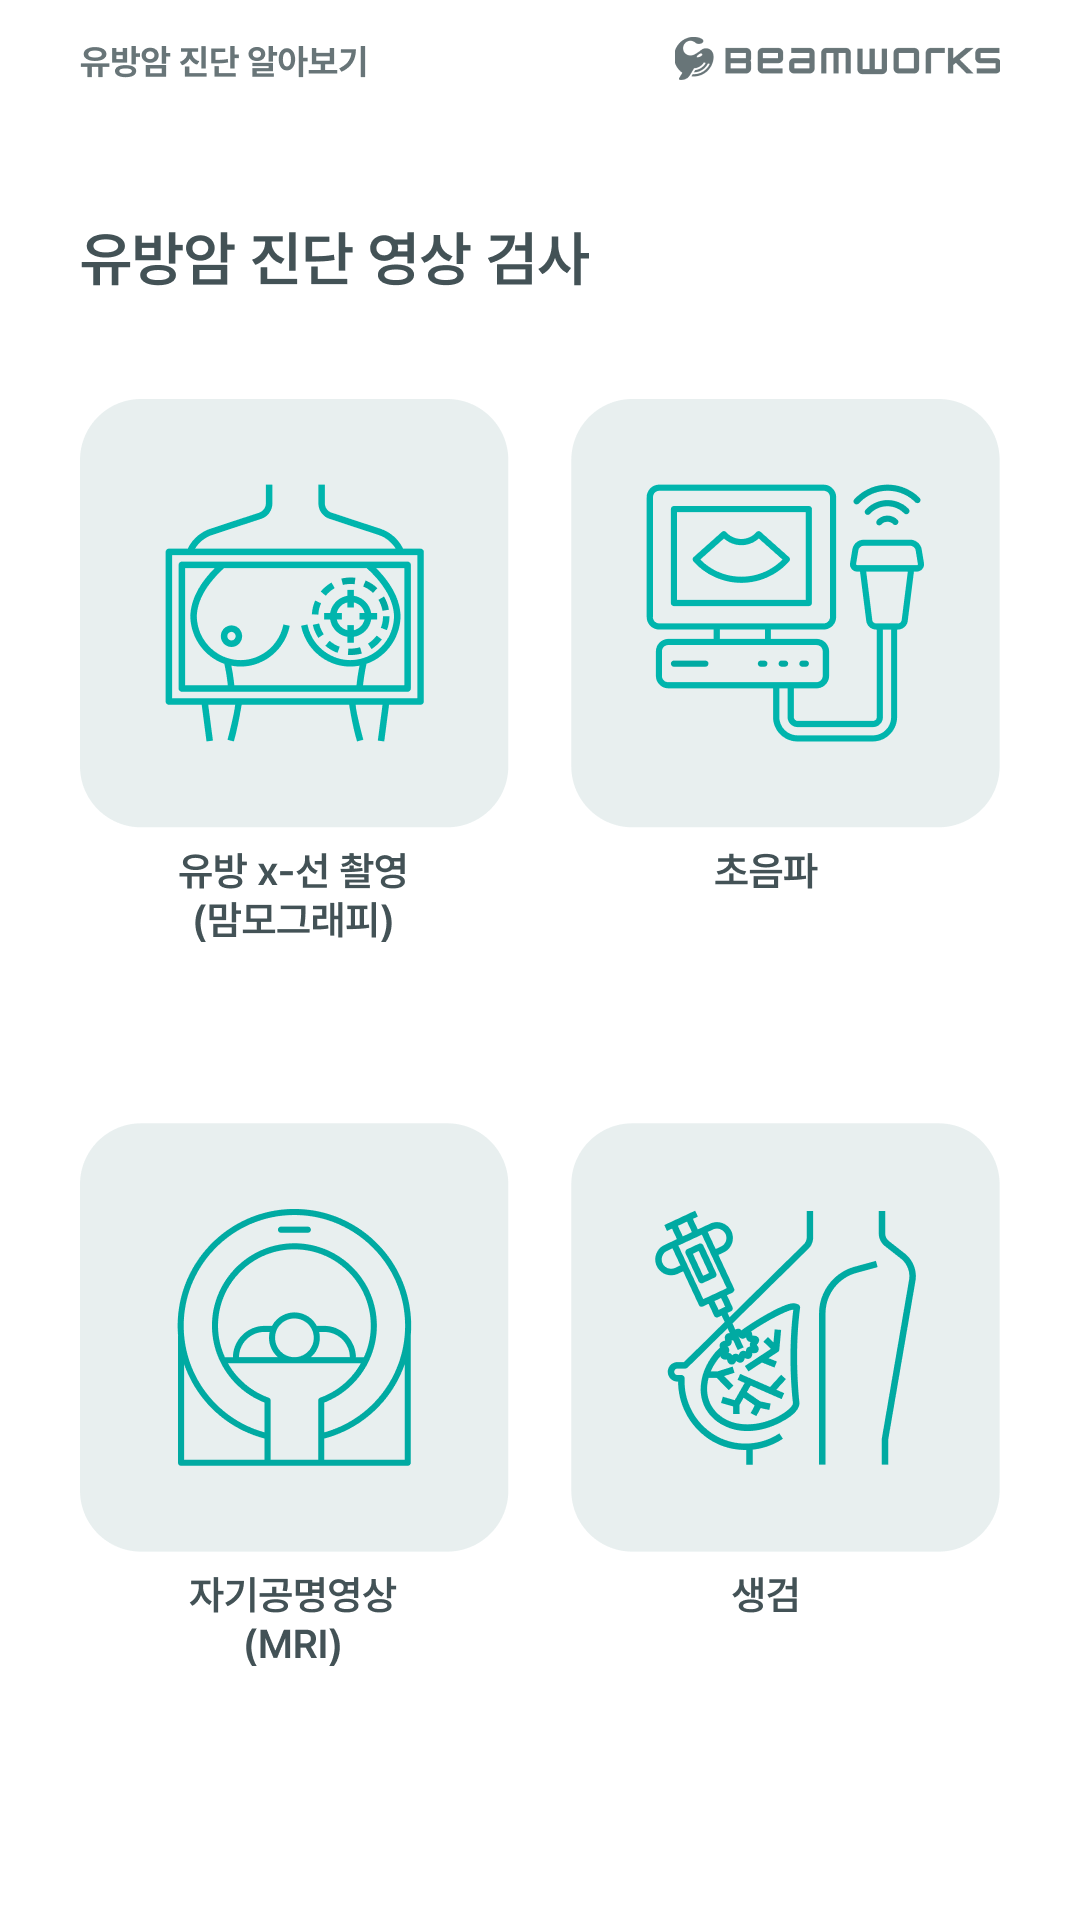 유방암 진단 알아보기
BEAMWORKS
유방암 진단 영상 검사
유방 x-선 촬영
(맘모그래피)
초음파
자기공명영상
(MRI)
생검